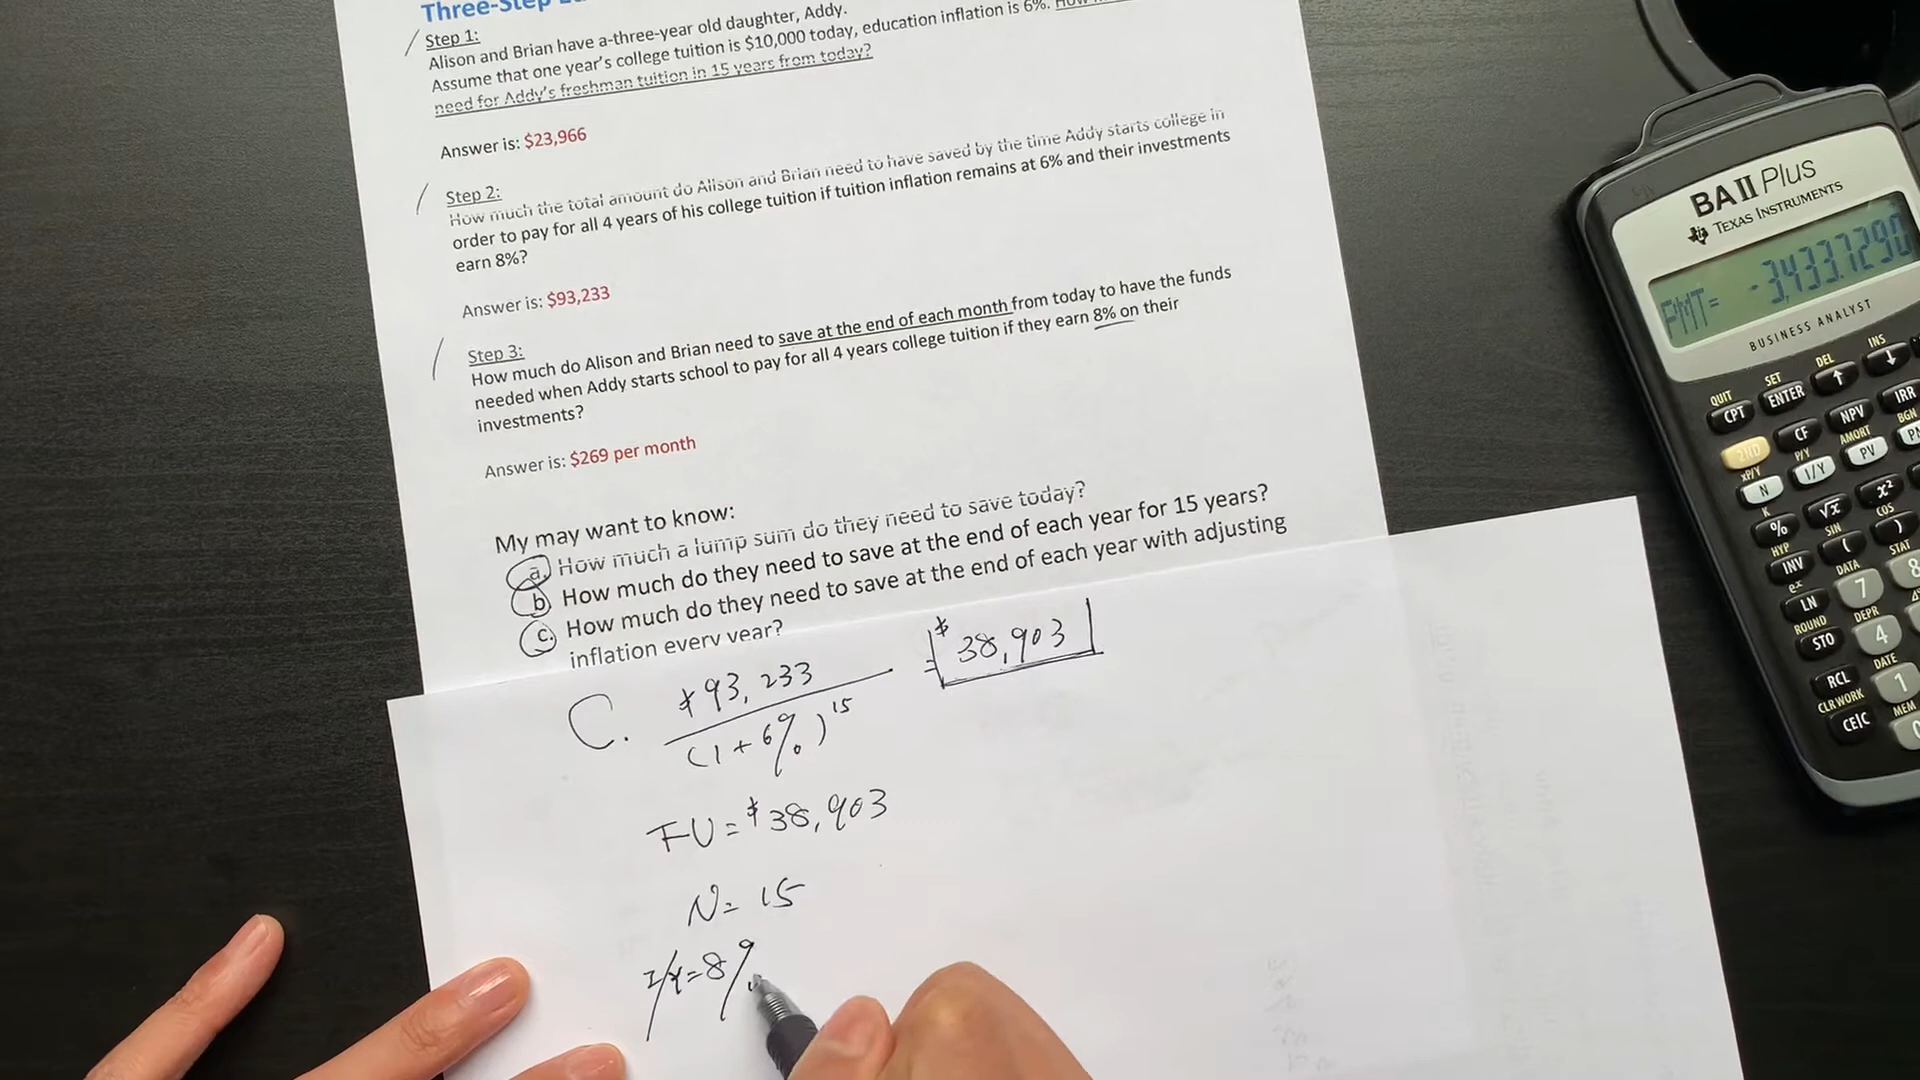 Three-Step
Step 1:
Alison and Brian have a-three-year old daughter, Addy.
Assume that one year's college tuition is $10,000 today, education inflation is 6%.
need for Addy's freshman tuition in 15 years from today?
Answer is: $23,966
Step 2:
How much the total amount do Alison and Brian need to have saved by the time Addy starts college in
order to pay for all 4 years of his college tuition if tuition inflation remains at 6% and their investments
earn 8%?
Answer is: $93,233
Step 3:
How much do Alison and Brian need to save at the end of each month from today to have the funds
needed when Addy starts school to pay for all 4 years college tuition if they earn 8% on their
investments?
Answer is: $269 per month
My may want to know:
a. How much a lump sum do they need to save today?
b. How much do they need to save at the end of each year for 15 years?
c. How much do they need to save at the end of each year with adjusting
inflation every year?
C. $93,233 / (1+6%)^15 = $38,903
FV = $38,903
N = 15
I/Y = 8%
BA II Plus
TEXAS INSTRUMENTS
PMT= -3,433.7290
BUSINESS ANALYST
QUIT SET DEL INS
CPT ENTER ↑ ↓
2ND CF NPV IRR
xP/Y P/Y AMORT BGN
N I/Y PV
K SIN COS
% √x x²
HYP
INV ( )
eˣ DATA STAT
LN 7 8
ROUND DEPR
STO 4
DATE
RCL 1
CLR WORK MEM
CE|C 0